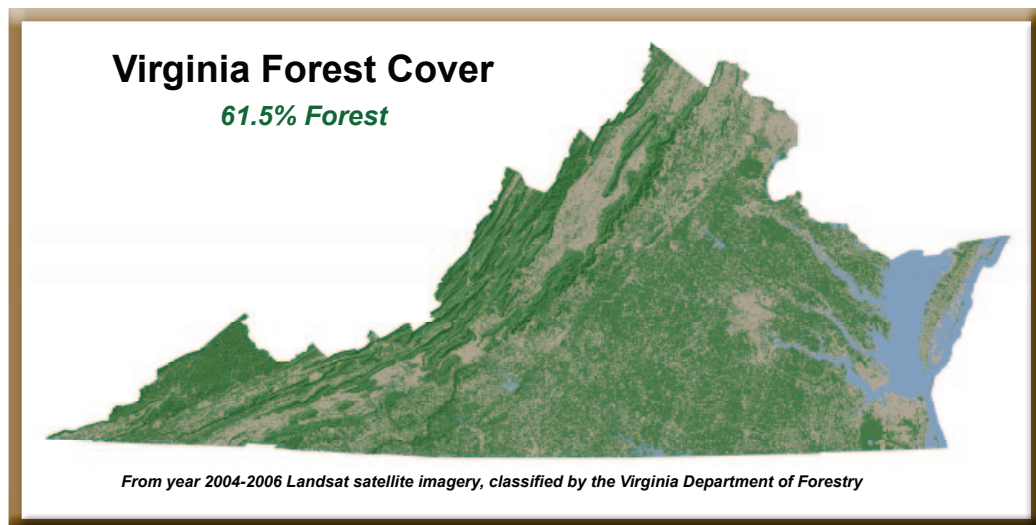 Virginia Forest Cover
61.5% Forest
From year 2004-2006 Landsat satellite imagery, classified by the Virginia Department of Forestry